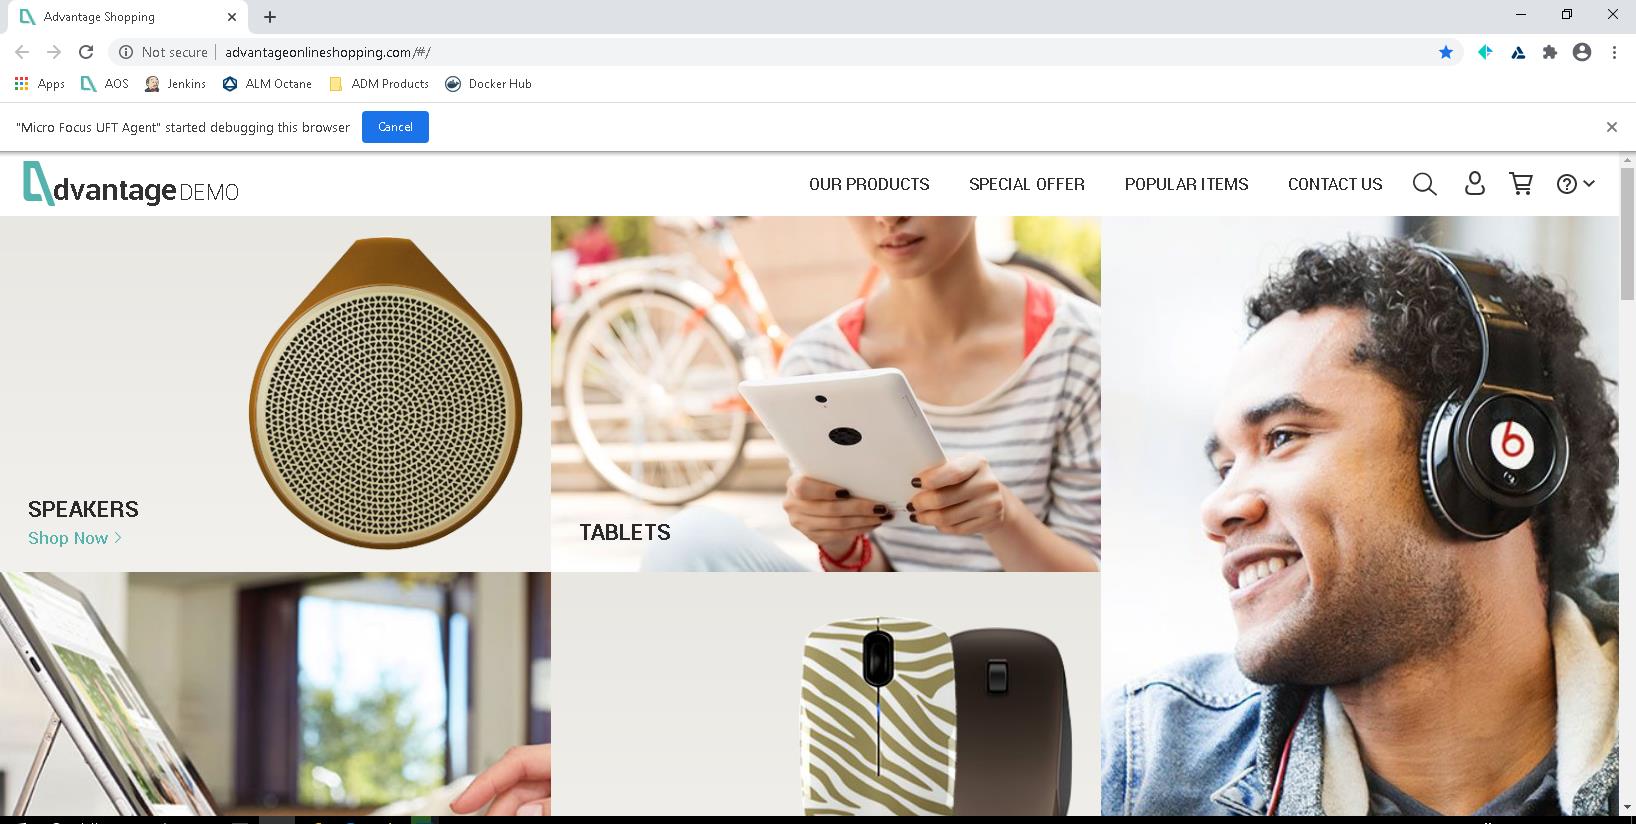 Advantage Shopping
Not secure | advantageonlineshopping.com/#/
Apps AOS Jenkins ALM Octane ADM Products Docker Hub
"Micro Focus UFT Agent" started debugging this browser Cancel
dvantage DEMO OUR PRODUCTS SPECIAL OFFER POPULAR ITEMS CONTACT US
SPEAKERS
Shop Now >
TABLETS